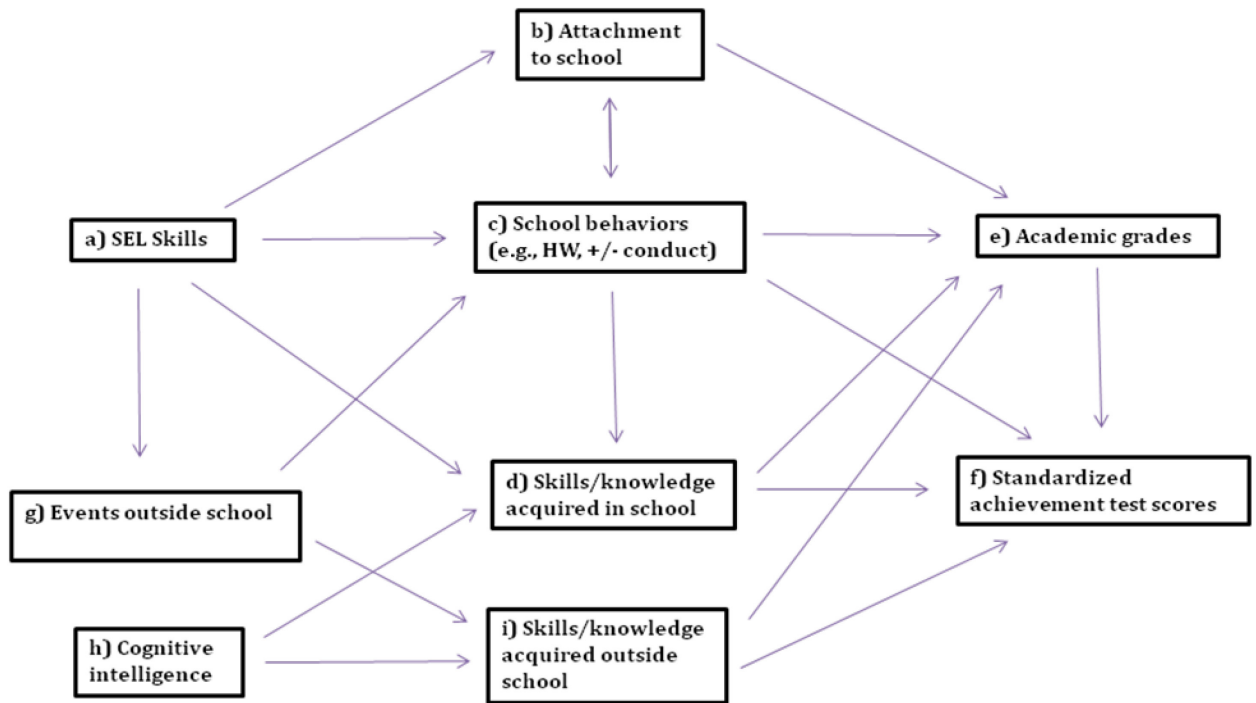 b) Attachment
to school
a) SEL Skills
c) School behaviors
(e.g., HW, +/- conduct)
e) Academic grades
g) Events outside school
d) Skills/knowledge
acquired in school
f) Standardized
achievement test scores
h) Cognitive
intelligence
i) Skills/knowledge
acquired outside
school